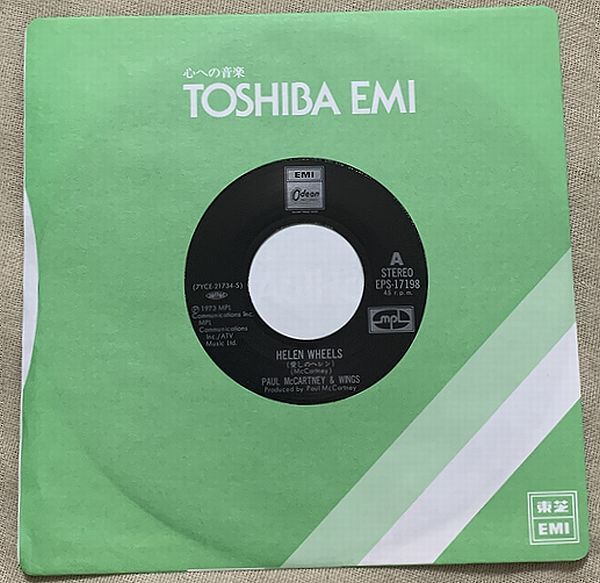 心への音楽
TOSHIBA EMI
EMI
Odeon
A
STEREO
EPS-17198
45 r.p.m.
(7YCE-21734-S)
Ⓟ 1973 MPL
Communications Inc.
MPL
Communications
Inc./ATV
Music Ltd.
mpl
HELEN WHEELS
(愛しのヘレン)
(McCartney)
PAUL McCARTNEY & WINGS
Produced by Paul McCartney
東芝
EMI